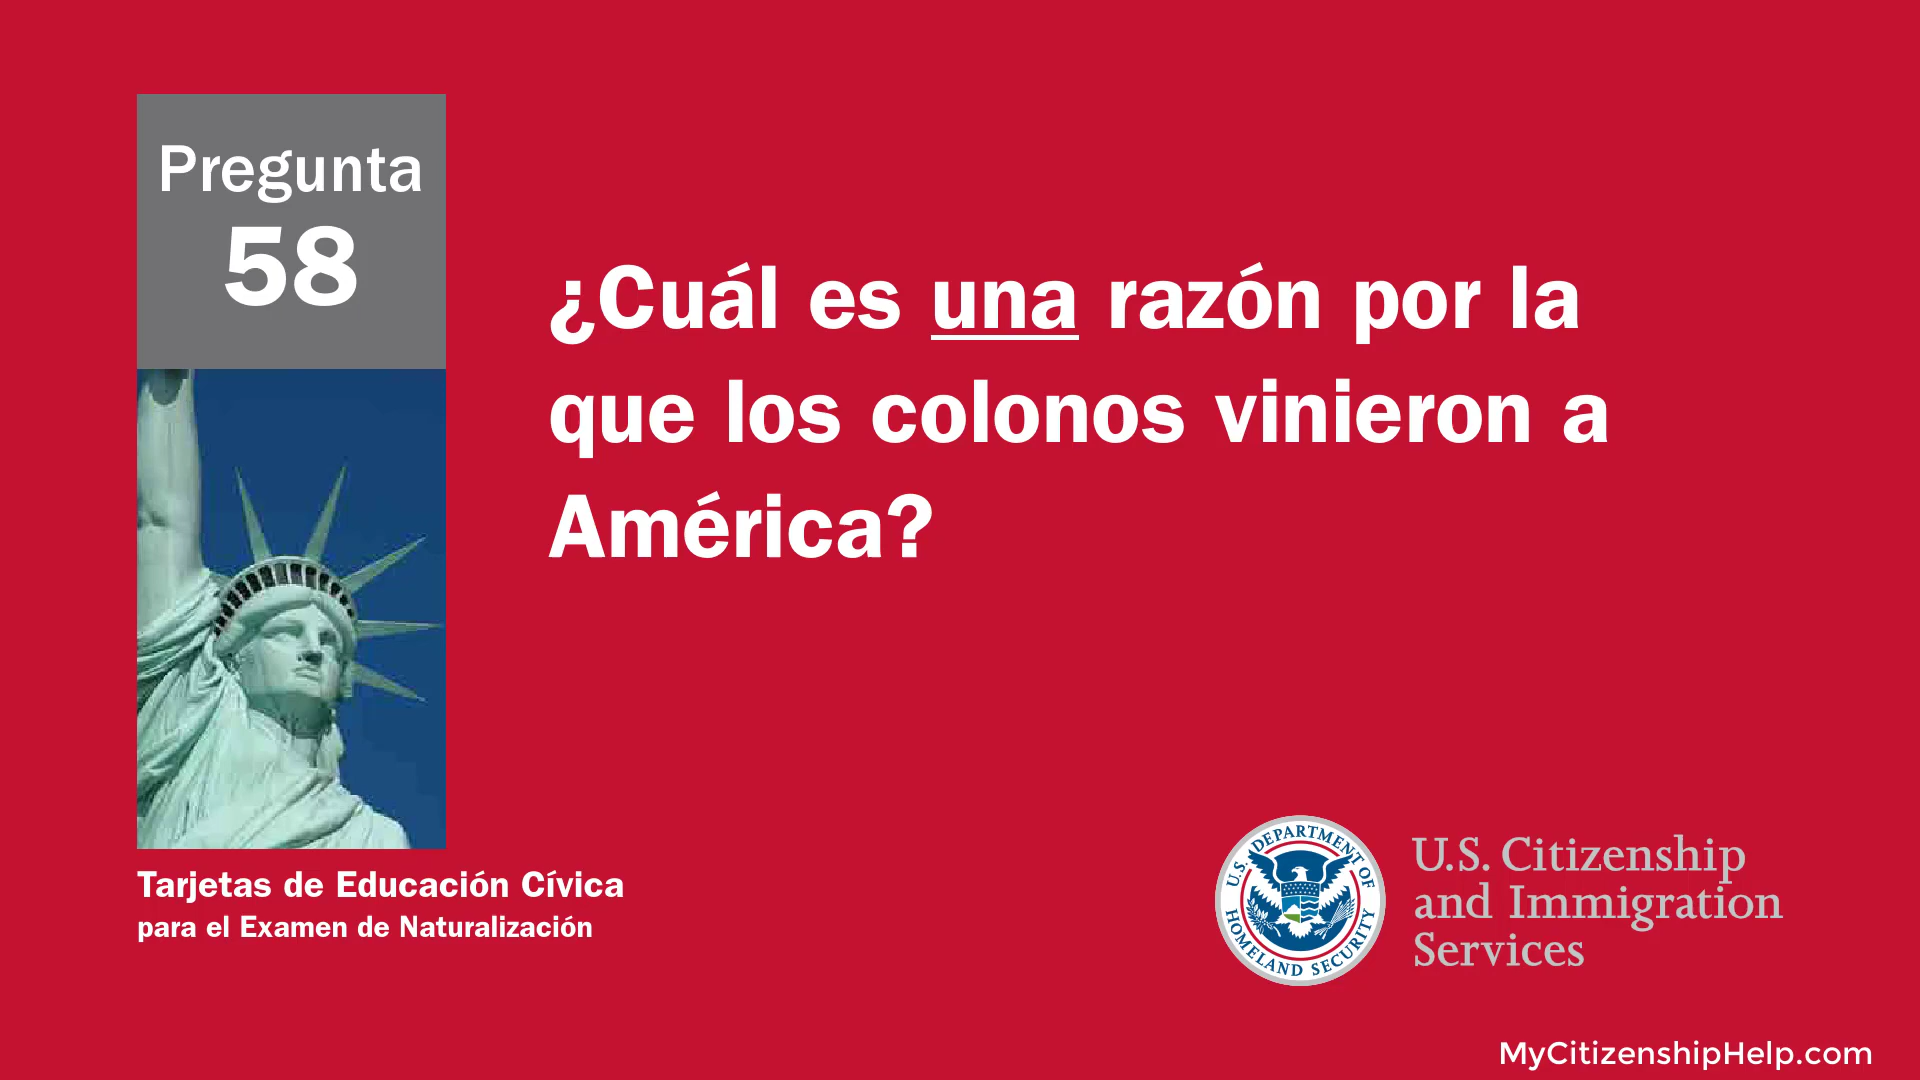 Pregunta
58
¿Cuál es una razón por la
que los colonos vinieron a
América?
Tarjetas de Educación Cívica
para el Examen de Naturalización
U.S. DEPARTMENT OF
HOMELAND SECURITY
U.S. Citizenship
and Immigration
Services
MyCitizenshipHelp.com